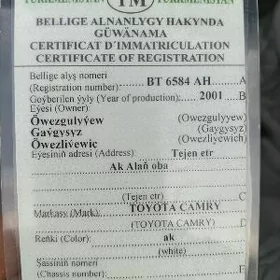 TÜRKMENISTAN TM TÜRKMENISTAN
BELLIGE ALNANLYGY HAKYNDA
GÜWÄNAMA
CERTIFICAT D'IMMATRICULATION
CERTIFICATE OF REGISTRATION
Bellige alyş nomeri
(Registration number) BT 6584 AH A
Goýberilen ýyly (Year of production) 2001 B
Eýesi (Owner):
Öwezgulyýew (Owezgulyyew)
Gaýgysyz (Gaygysyz)
Öwezliýewic (Owezliyewich)
Eýesiniň adresi (Address) Tejen etr
Ak Alaň oba
(Tejen etr) C
Markasy (Mark) TOYOTA CAMRY
(TOYOTA CAMRY) D
Reňki (Color): ak
(white)
Şassiniň nomeri
(Chassis number) E